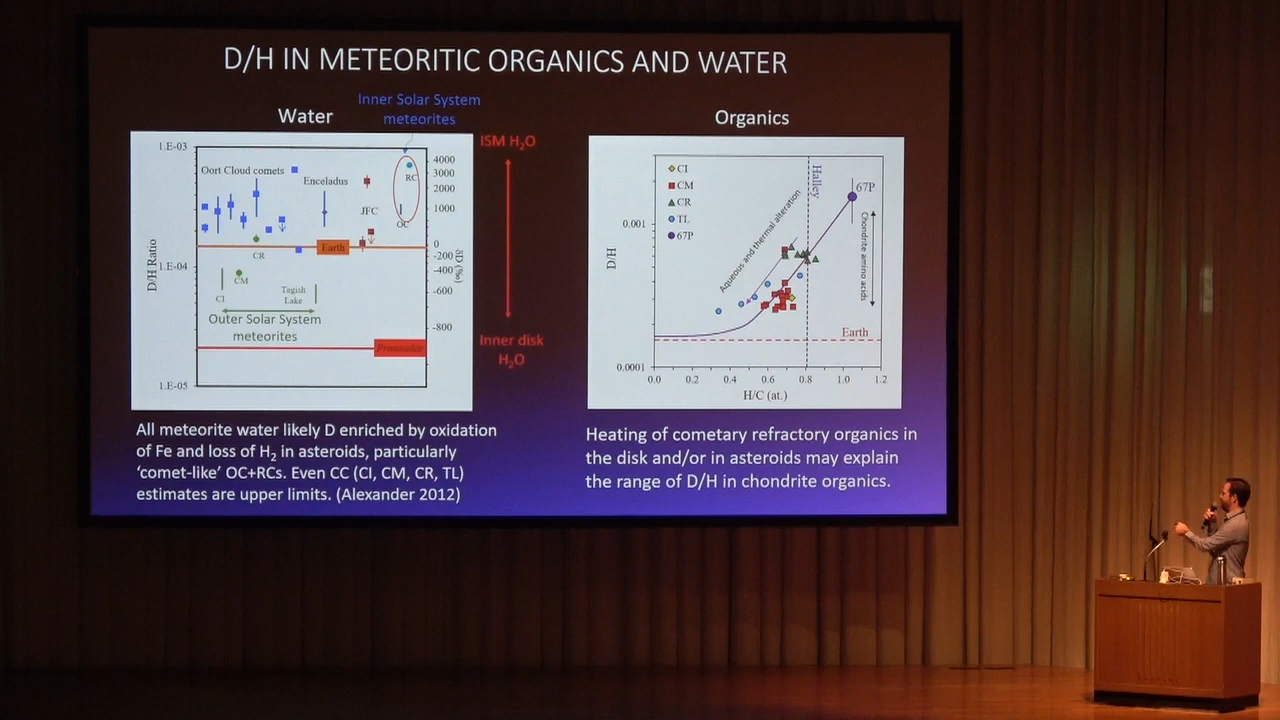 D/H IN METEORITIC ORGANICS AND WATER
Inner Solar System
meteorites
Water
1.E-03
1.E-04
1.E-05
D/H Ratio
Oort Cloud comets
Enceladus
JFC
RC
OC
Earth
CR
CM
CI
Tagish
Lake
Outer Solar System
meteorites
Protosolar
4000
3000
2000
1000
0
-200
-400
-600
-800
δD (‰)
ISM H₂O
Inner disk
H₂O
All meteorite water likely D enriched by oxidation
of Fe and loss of H₂ in asteroids, particularly
‘comet-like’ OC+RCs. Even CC (CI, CM, CR, TL)
estimates are upper limits. (Alexander 2012)
Organics
CI
CM
CR
TL
67P
Aqueous and thermal alteration
Halley
67P
Chondrite amino acids
Earth
0.001
0.0001
D/H
0.0
0.2
0.4
0.6
0.8
1.0
1.2
H/C (at.)
Heating of cometary refractory organics in
the disk and/or in asteroids may explain
the range of D/H in chondrite organics.